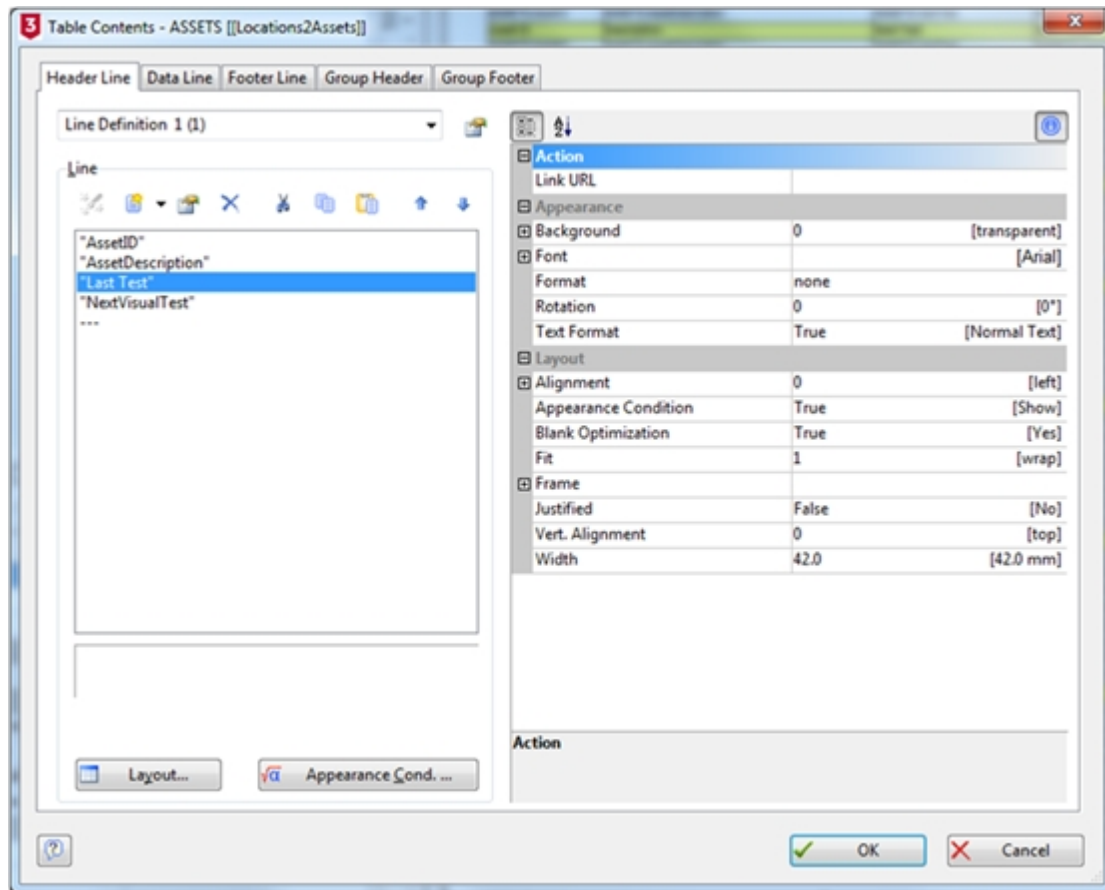 3 Table Contents - ASSETS [[Locations2Assets]]
Header Line Data Line Footer Line Group Header Group Footer
Line Definition 1 (1)
Line
"AssetID"
"AssetDescription"
"Last Test"
"NextVisualTest"
---
Layout...
√α Appearance Cond. ...
Action
Link URL
Appearance
Background 0 [transparent]
Font [Arial]
Format none
Rotation 0 [0°]
Text Format True [Normal Text]
Layout
Alignment 0 [left]
Appearance Condition True [Show]
Blank Optimization True [Yes]
Fit 1 [wrap]
Frame
Justified False [No]
Vert. Alignment 0 [top]
Width 42.0 [42.0 mm]
Action
OK Cancel